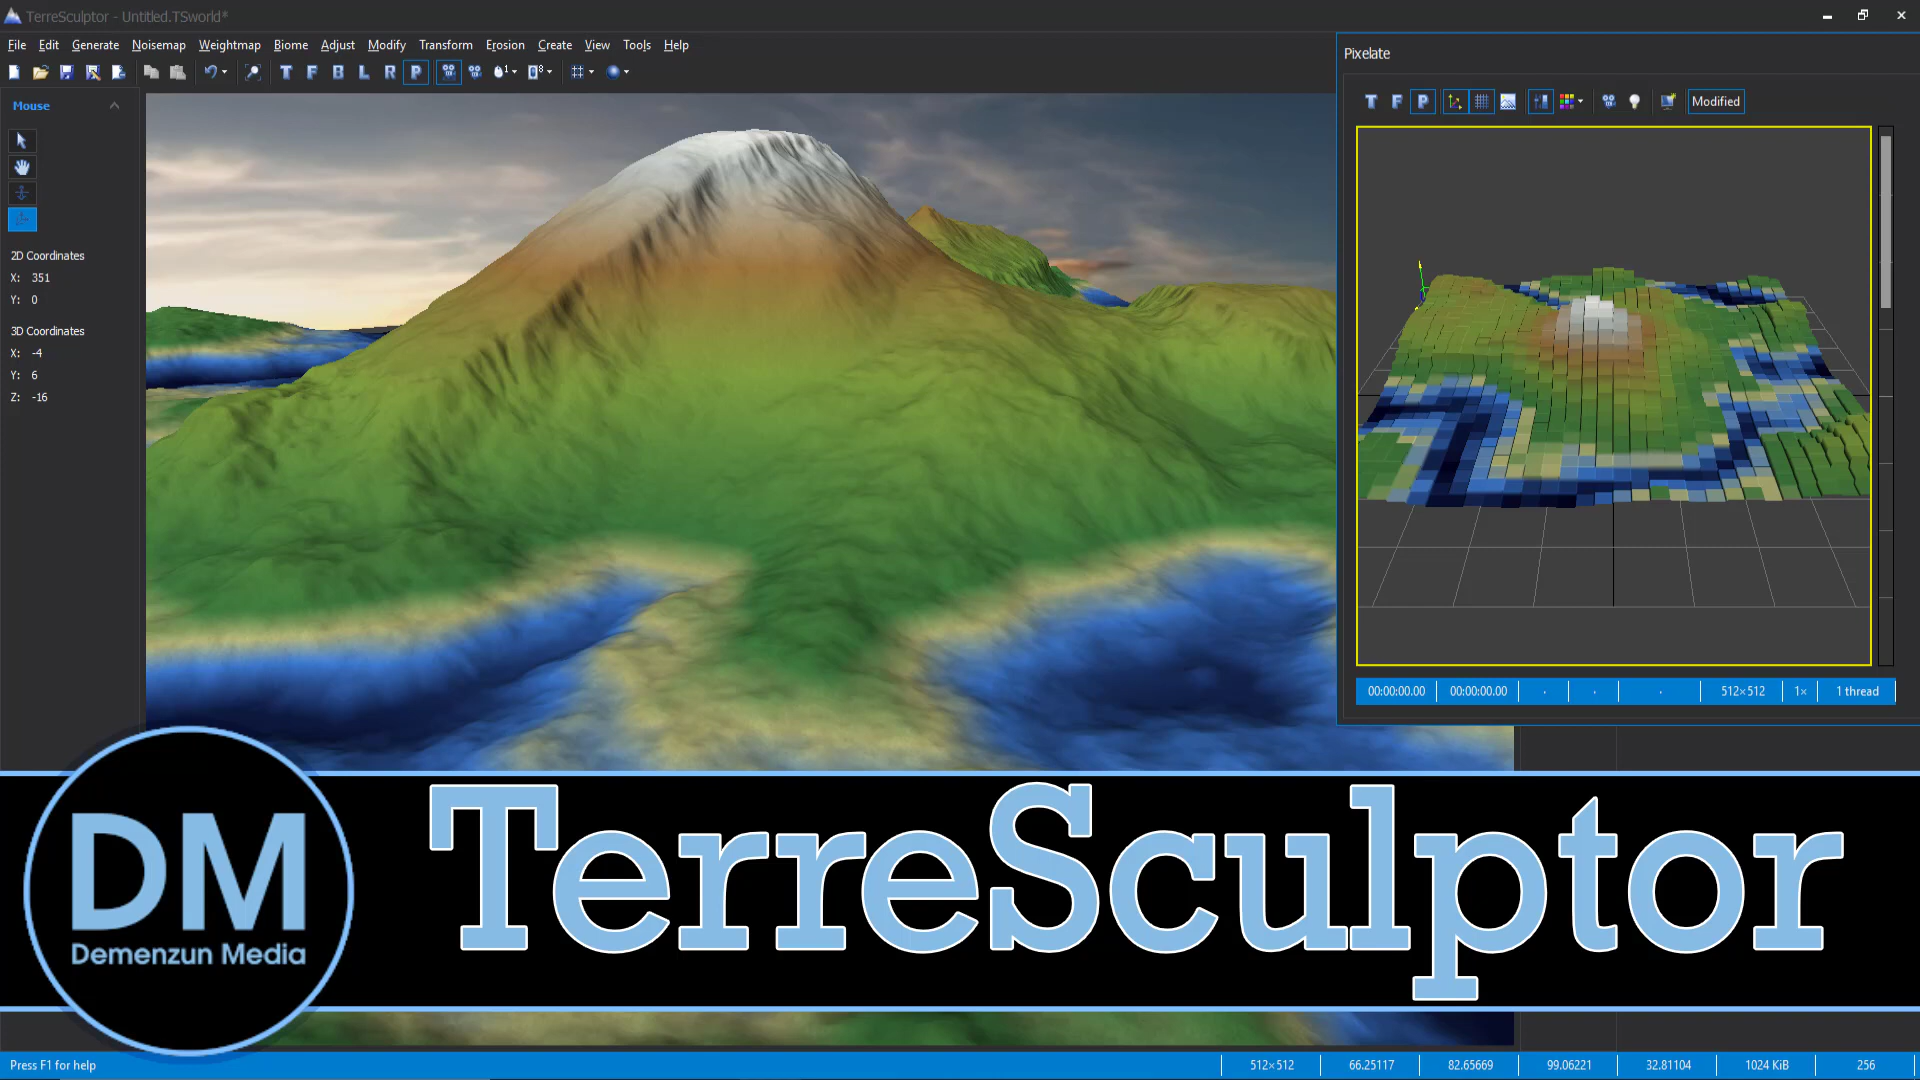 TerreSculptor - Untitled.TSworld*
File Edit Generate Noisemap Weightmap Biome Adjust Modify Transform Erosion Create View Tools Help
T F B L R P 1 8
Mouse
2D Coordinates
X: 351
Y: 0
3D Coordinates
X: -4
Y: 6
Z: -16
Pixelate
T F P Modified
00:00:00.00 00:00:00.00 . . . 512×512 1× 1 thread
TerreSculptor
DM
Demenzun Media
Press F1 for help
512×512 66.25117 82.65669 99.06221 32.81104 1024 KiB 256